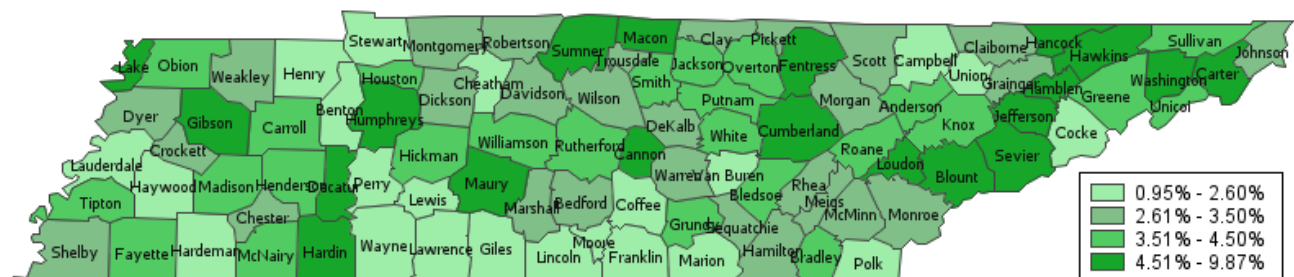 Stewart
Montgomery
Robertson
Sumner
Macon
Clay
Pickett
Scott
Campbell
Claiborne
Hancock
Hawkins
Sullivan
Johnson
Lake
Obion
Weakley
Henry
Houston
Cheatham
Trousdale
Smith
Jackson
Overton
Fentress
Union
Grainger
Hamblen
Greene
Washington
Carter
Unicoi
Benton
Dickson
Davidson
Wilson
Putnam
Morgan
Anderson
Knox
Jefferson
Cocke
Dyer
Gibson
Carroll
Humphreys
DeKalb
White
Cumberland
Roane
Loudon
Blount
Sevier
Crockett
Hickman
Williamson
Rutherford
Cannon
Lauderdale
Haywood
Madison
Henderson
Decatur
Perry
Lewis
Maury
Marshall
Bedford
Warren
Van Buren
Bledsoe
Rhea
Meigs
McMinn
Monroe
Tipton
Chester
Coffee
Grundy
Sequatchie
Shelby
Fayette
Hardeman
McNairy
Hardin
Wayne
Lawrence
Giles
Lincoln
Moore
Franklin
Marion
Hamilton
Bradley
Polk
0.95% - 2.60%
2.61% - 3.50%
3.51% - 4.50%
4.51% - 9.87%